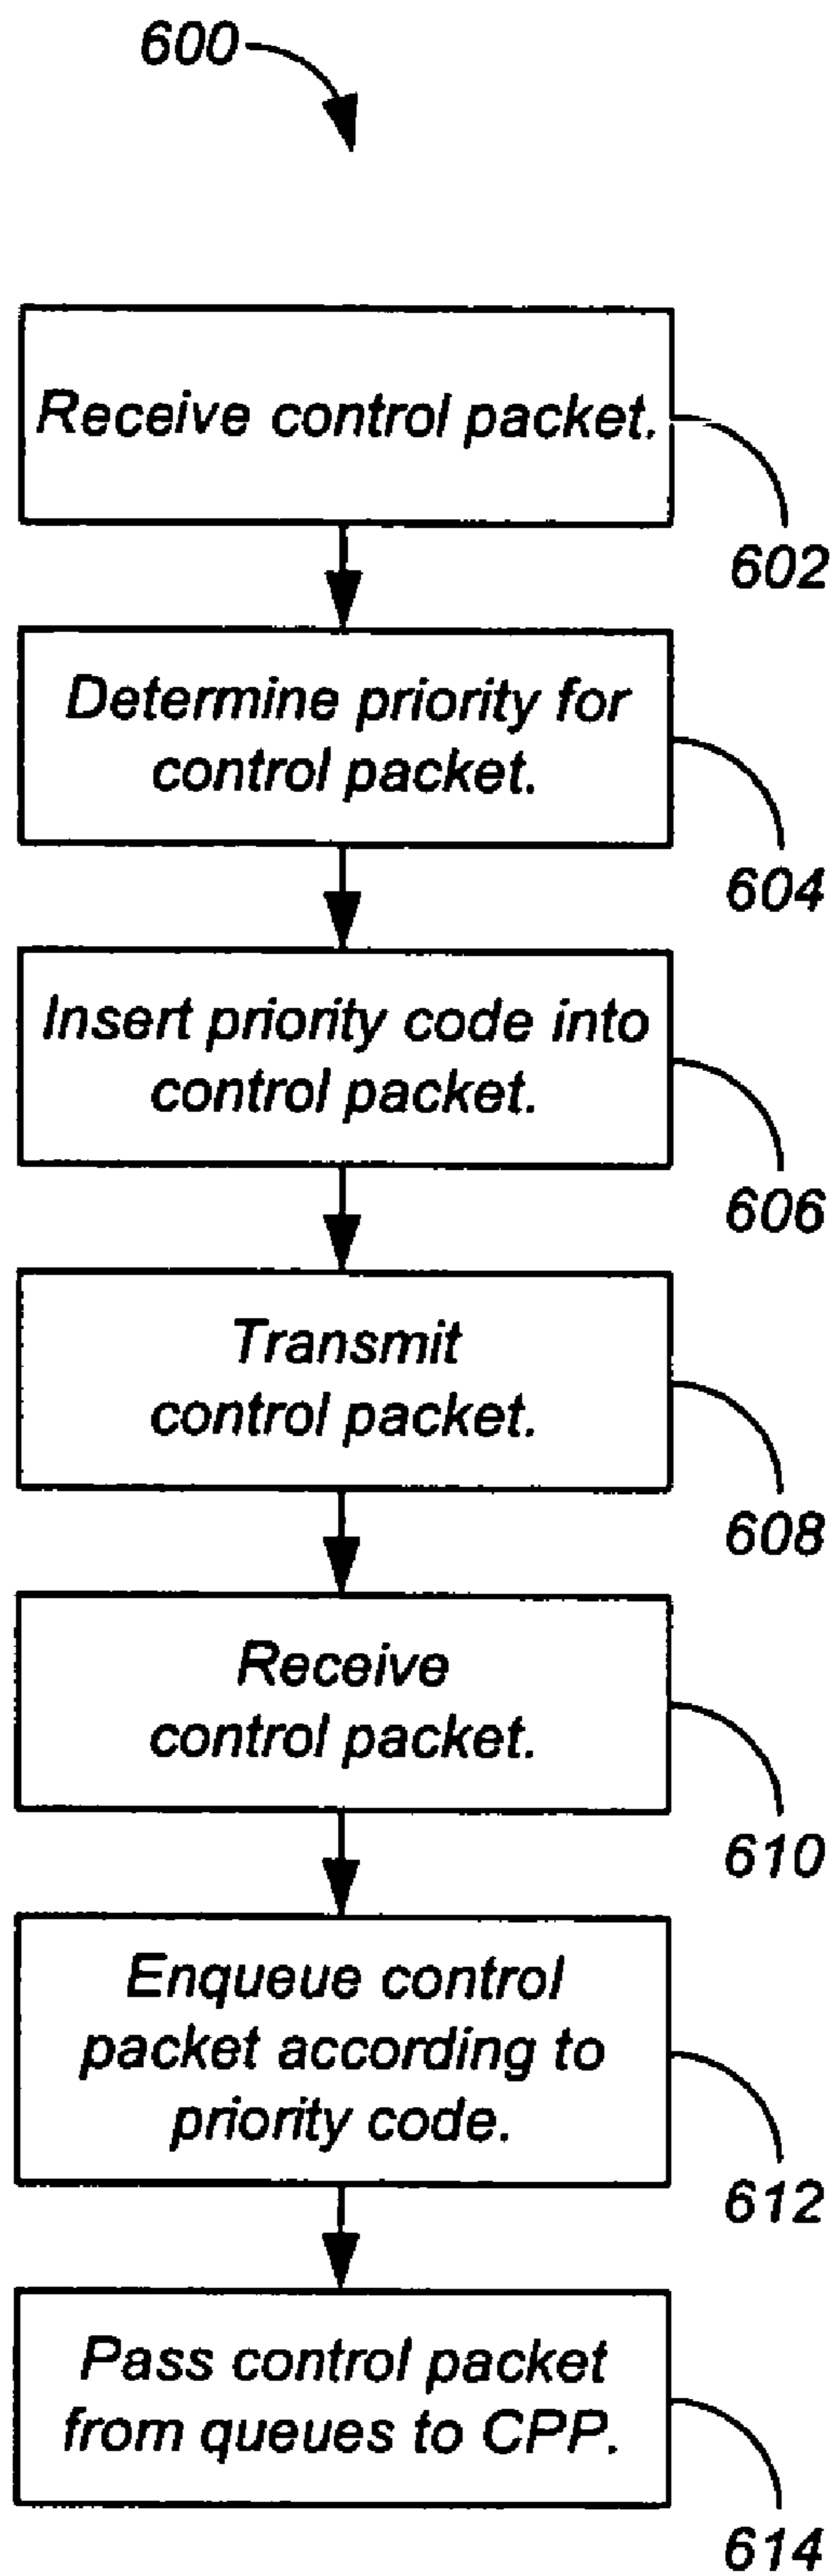 600
Receive control packet.
602
Determine priority for
control packet.
604
Insert priority code into
control packet.
606
Transmit
control packet.
608
Receive
control packet.
610
Enqueue control
packet according to
priority code.
612
Pass control packet
from queues to CPP.
614